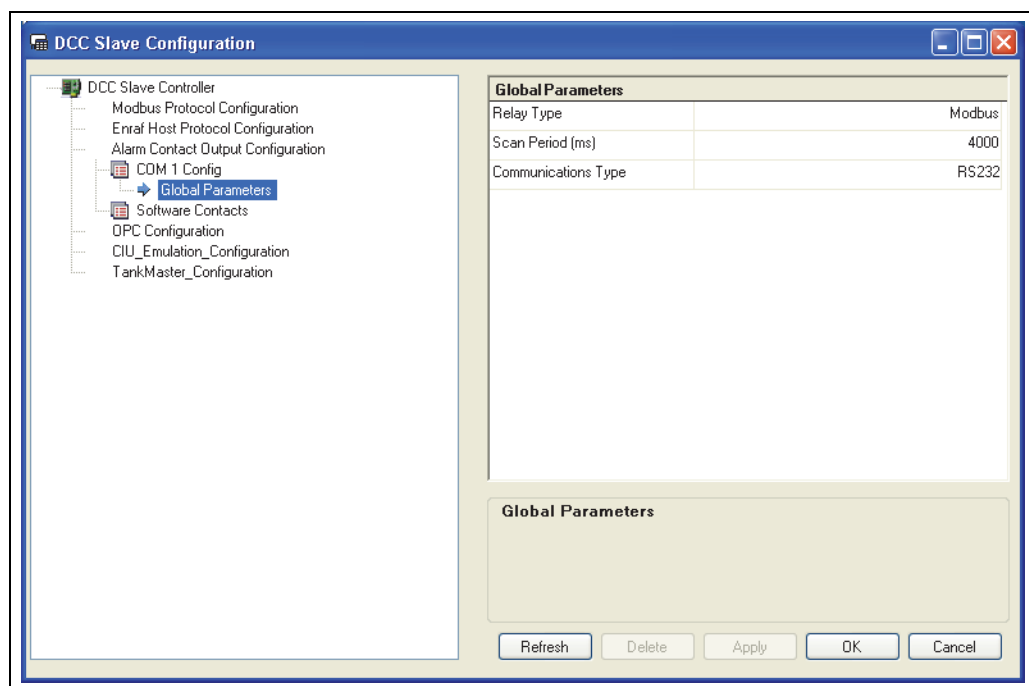 DCC Slave Configuration
DCC Slave Controller
Modbus Protocol Configuration
Enraf Host Protocol Configuration
Alarm Contact Output Configuration
COM 1 Config
Global Parameters
Software Contacts
OPC Configuration
CIU_Emulation_Configuration
TankMaster_Configuration
Global Parameters
Relay Type Modbus
Scan Period (ms) 4000
Communications Type RS232
Global Parameters
Refresh Delete Apply OK Cancel